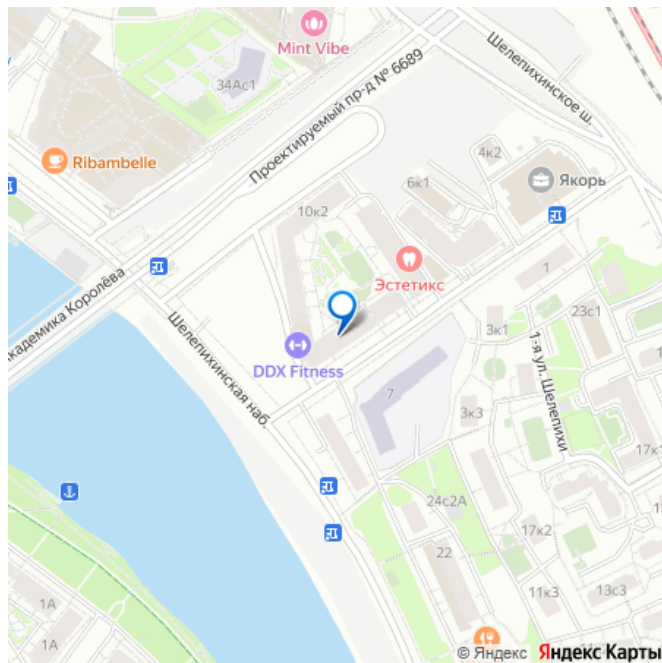 Mint Vibe
34Ас1
Шелепихинское ш.
Проектируемый пр-д № 6689
Ribambelle
4к2
6к1
Якорь
10к2
Эстетикс
Академика Королёва
1
23с1
3к1
1-я ул. Шелепихи
Шелепихинская наб.
DDX Fitness
7
3к3
17к1
24с2А
17к2
22
11к3
13с3
1А
1А
© Яндекс Яндекс Карты